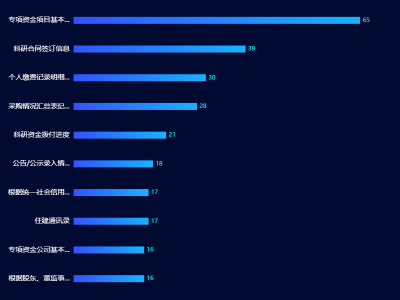 专项资金项目基本... 65
科研合同签订信息 39
个人缴费记录明细... 30
采购情况汇总表纪... 28
科研资金拨付进度 21
公告/公示录入情... 18
根据统一社会信用... 17
住建通讯录 17
专项资金公司基本... 16
根据股东、董监事... 16